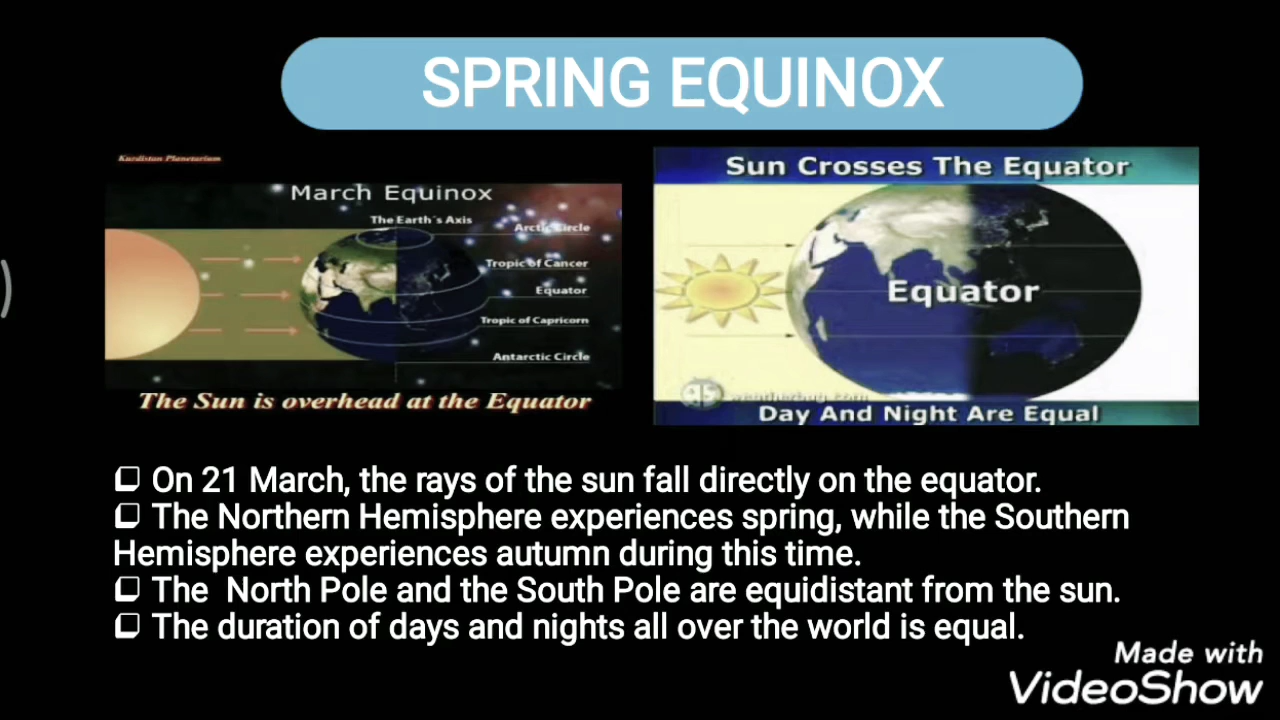 SPRING EQUINOX
Kurdistan Planetarium
March Equinox
The Earth's Axis
Arctic Circle
Tropic of Cancer
Equator
Tropic of Capricorn
Antarctic Circle
The Sun is overhead at the Equator
Sun Crosses The Equator
Equator
weatherbug.com
Day And Night Are Equal
❑ On 21 March, the rays of the sun fall directly on the equator.
❑ The Northern Hemisphere experiences spring, while the Southern
Hemisphere experiences autumn during this time.
❑ The  North Pole and the South Pole are equidistant from the sun.
❑ The duration of days and nights all over the world is equal.
Made with
VideoShow